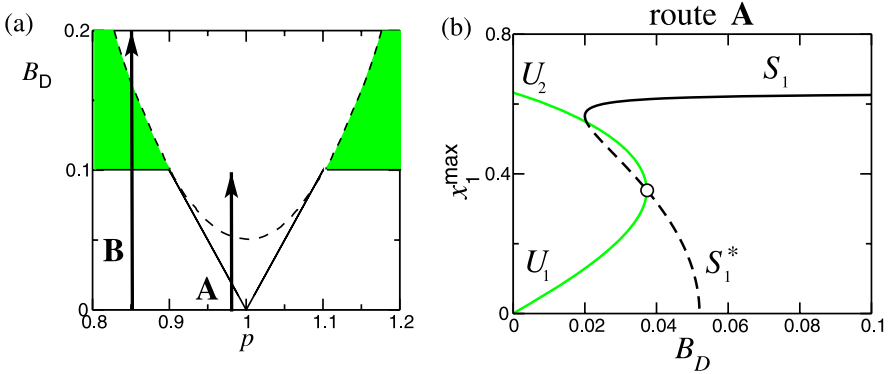 (a)
B_D
0.2
0.1
0
B
A
0.8
0.9
1
1.1
1.2
p
route A
(b)
0.8
0.4
0
x_1^max
U_2
S_1
U_1
S_1^*
0
0.02
0.04
0.06
0.08
0.1
B_D